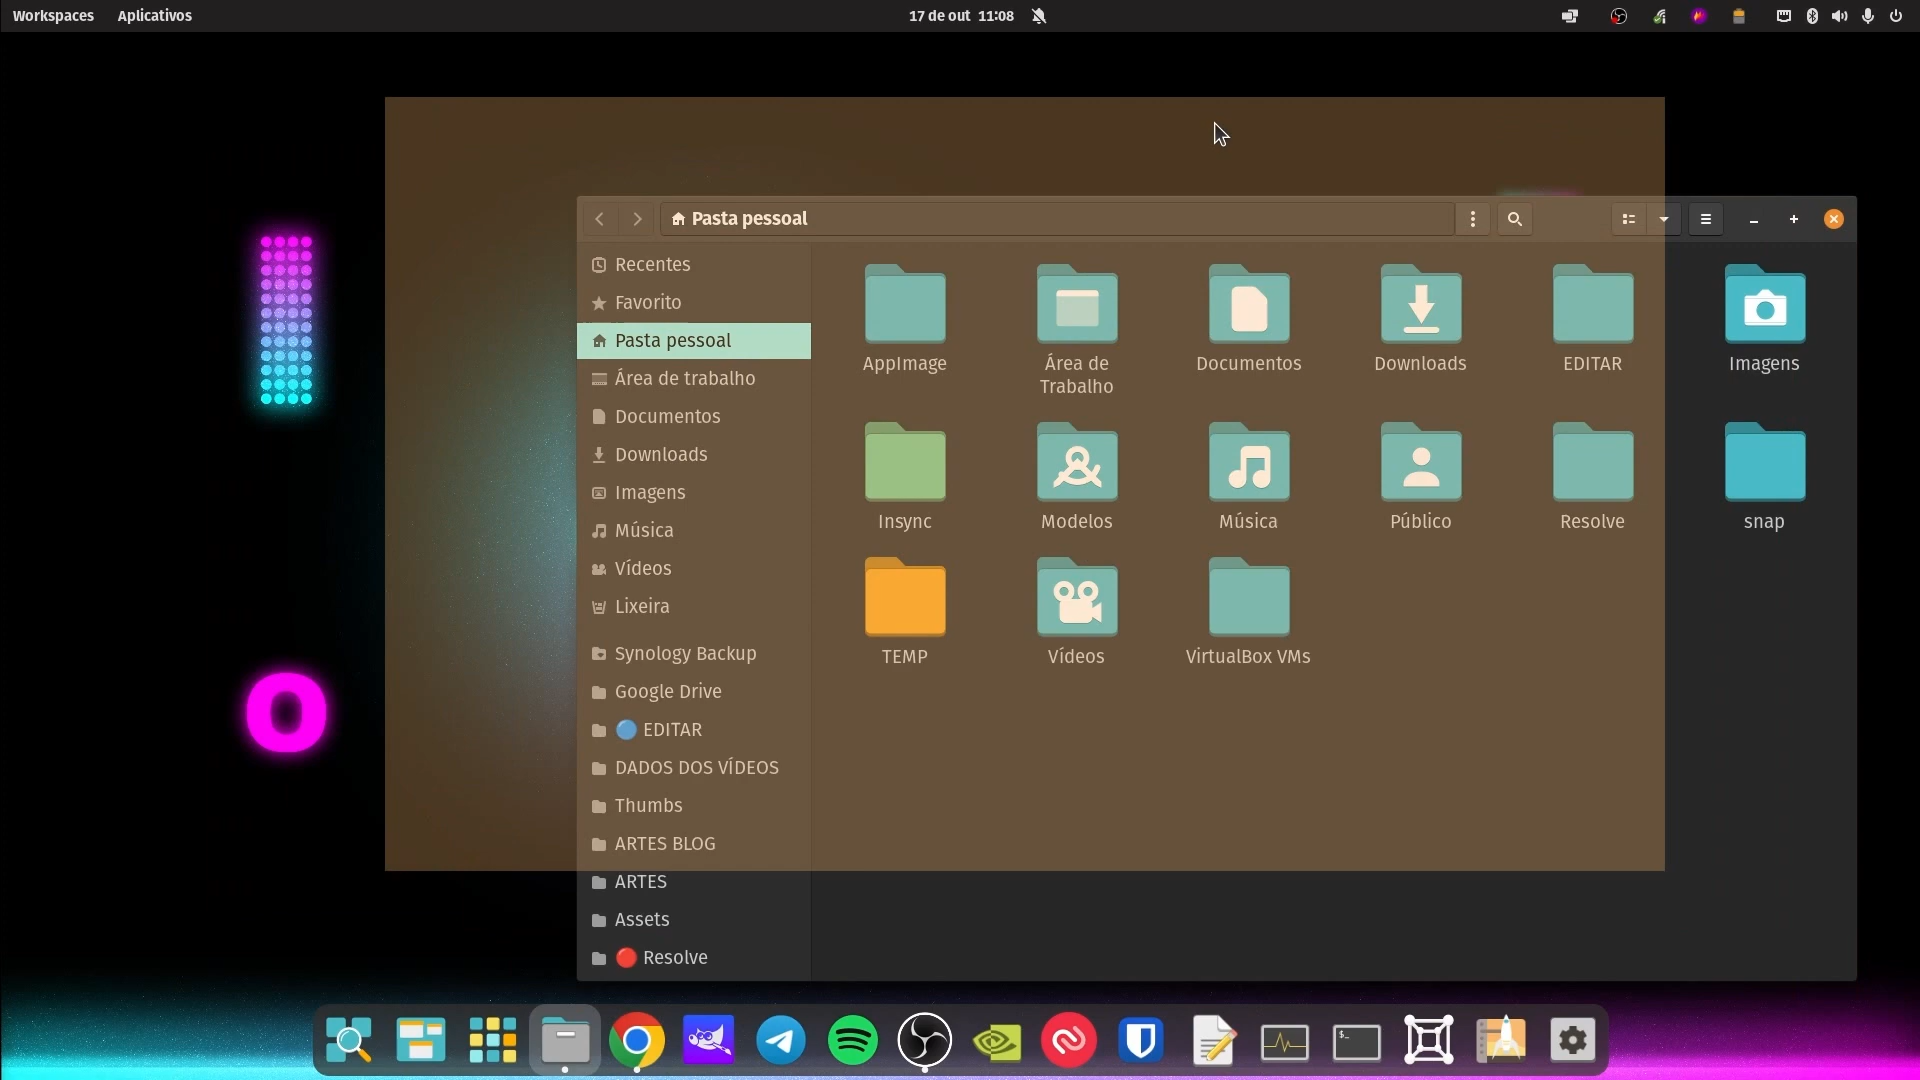 Workspaces Aplicativos 17 de out 11:08
Pasta pessoal
Recentes
Favorito
Pasta pessoal
Área de trabalho
Documentos
Downloads
Imagens
Música
Vídeos
Lixeira
Synology Backup
Google Drive
EDITAR
DADOS DOS VÍDEOS
Thumbs
ARTES BLOG
ARTES
Assets
Resolve
AppImage
Área de
Trabalho
Documentos
Downloads
EDITAR
Imagens
Insync
Modelos
Música
Público
Resolve
snap
TEMP
Vídeos
VirtualBox VMs
O